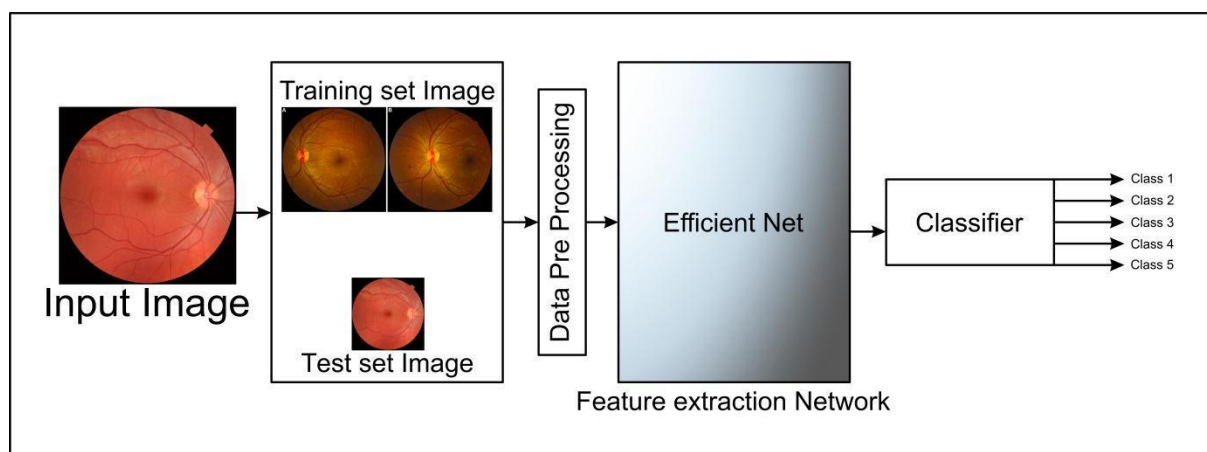 Input Image
Training set Image
A
B
Test set Image
Data Pre Processing
Efficient Net
Feature extraction Network
Classifier
Class 1
Class 2
Class 3
Class 4
Class 5